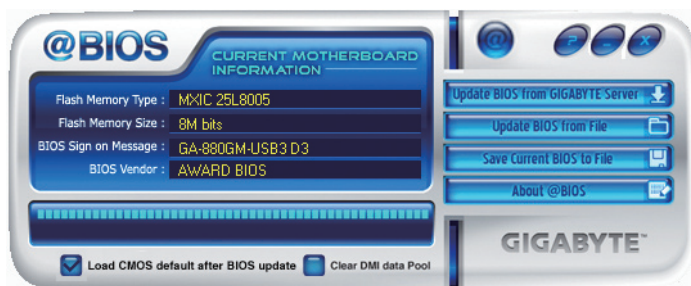 @BIOS
CURRENT MOTHERBOARD
INFORMATION
Flash Memory Type : MXIC 25L8005
Flash Memory Size : 8M bits
BIOS Sign on Message : GA-880GM-USB3 D3
BIOS Vendor : AWARD BIOS
Load CMOS default after BIOS update
Clear DMI data Pool
@
? - x
Update BIOS from GIGABYTE Server
Update BIOS from File
Save Current BIOS to File
About @BIOS
GIGABYTE™